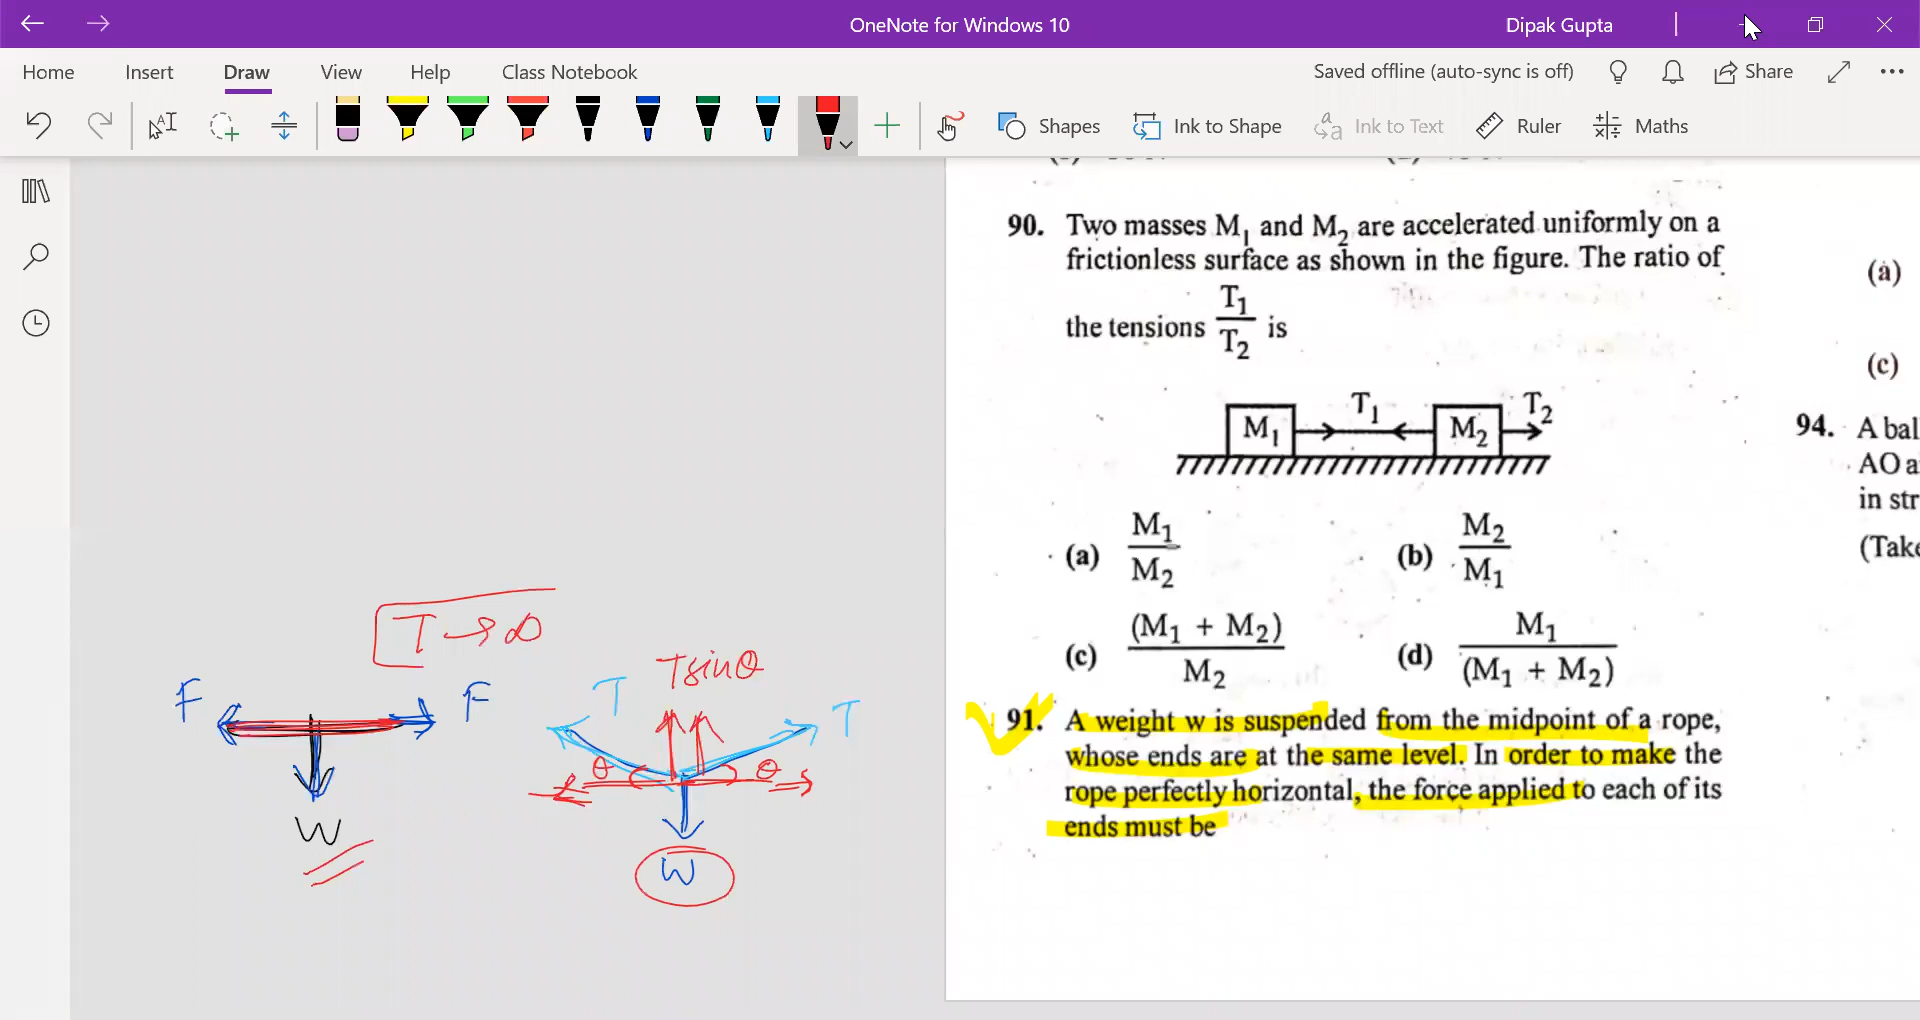 OneNote for Windows 10
Dipak Gupta
Home Insert Draw View Help Class Notebook
Saved offline (auto-sync is off) Share
Shapes Ink to Shape Ink to Text Ruler Maths
90. Two masses M₁ and M₂ are accelerated uniformly on a
frictionless surface as shown in the figure. The ratio of
the tensions T₁/T₂ is
M₁ T₁ M₂ T₂
(a) M₁/M₂ (b) M₂/M₁
(c) (M₁ + M₂)/M₂ (d) M₁/(M₁ + M₂)
91. A weight w is suspended from the midpoint of a rope,
whose ends are at the same level. In order to make the
rope perfectly horizontal, the force applied to each of its
ends must be
(a)
(c)
94. A bal
AO a
in str
(Take
T → ∞
F F
W
T sinθ
T T
θ θ
W